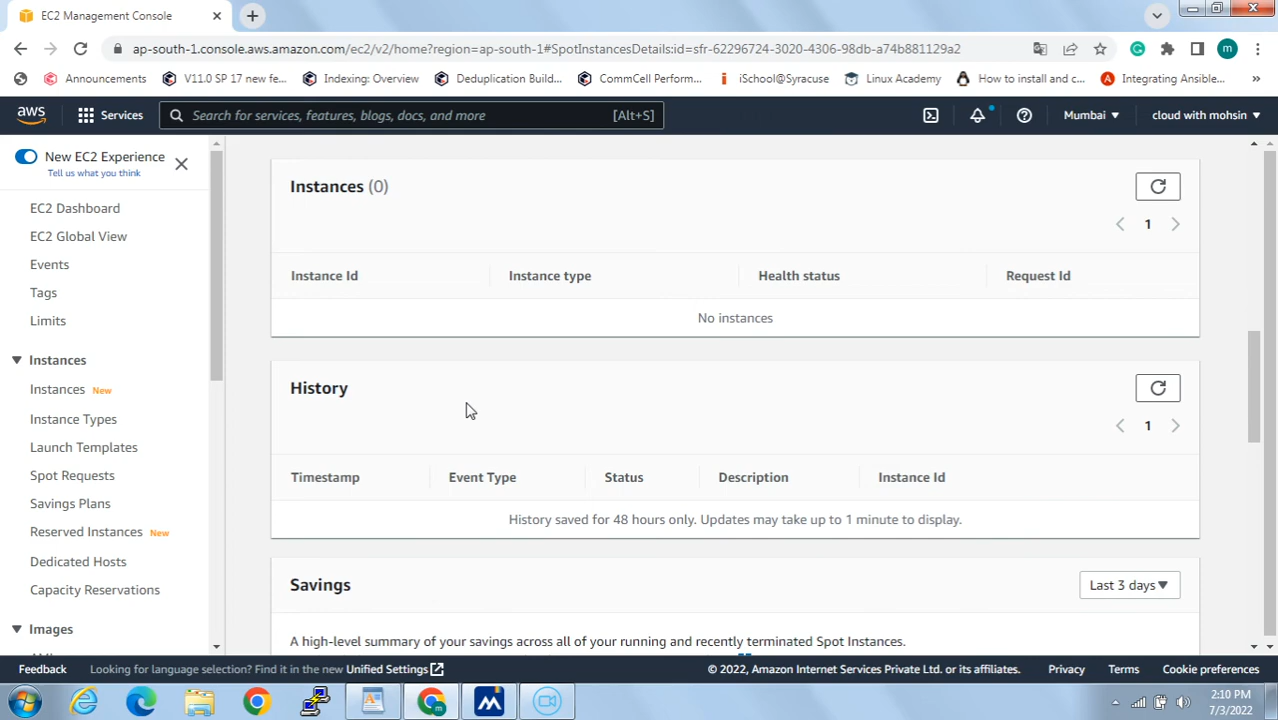 EC2 Management Console
ap-south-1.console.aws.amazon.com/ec2/v2/home?region=ap-south-1#SpotInstancesDetails:id=sfr-62296724-3020-4306-98db-a74b881129a2
m
Announcements
V11.0 SP 17 new fe...
Indexing: Overview
Deduplication Build...
CommCell Perform...
iSchool@Syracuse
Linux Academy
How to install and c...
Integrating Ansible...
aws
Services
Search for services, features, blogs, docs, and more
[Alt+S]
Mumbai
cloud with mohsin
New EC2 Experience
Tell us what you think
EC2 Dashboard
EC2 Global View
Events
Tags
Limits
Instances
Instances New
Instance Types
Launch Templates
Spot Requests
Savings Plans
Reserved Instances New
Dedicated Hosts
Capacity Reservations
Images
Instances (0)
1
Instance Id
Instance type
Health status
Request Id
No instances
History
1
Timestamp
Event Type
Status
Description
Instance Id
History saved for 48 hours only. Updates may take up to 1 minute to display.
Savings
Last 3 days
A high-level summary of your savings across all of your running and recently terminated Spot Instances.
Feedback
Looking for language selection? Find it in the new Unified Settings
© 2022, Amazon Internet Services Private Ltd. or its affiliates.
Privacy
Terms
Cookie preferences
2:10 PM
7/3/2022